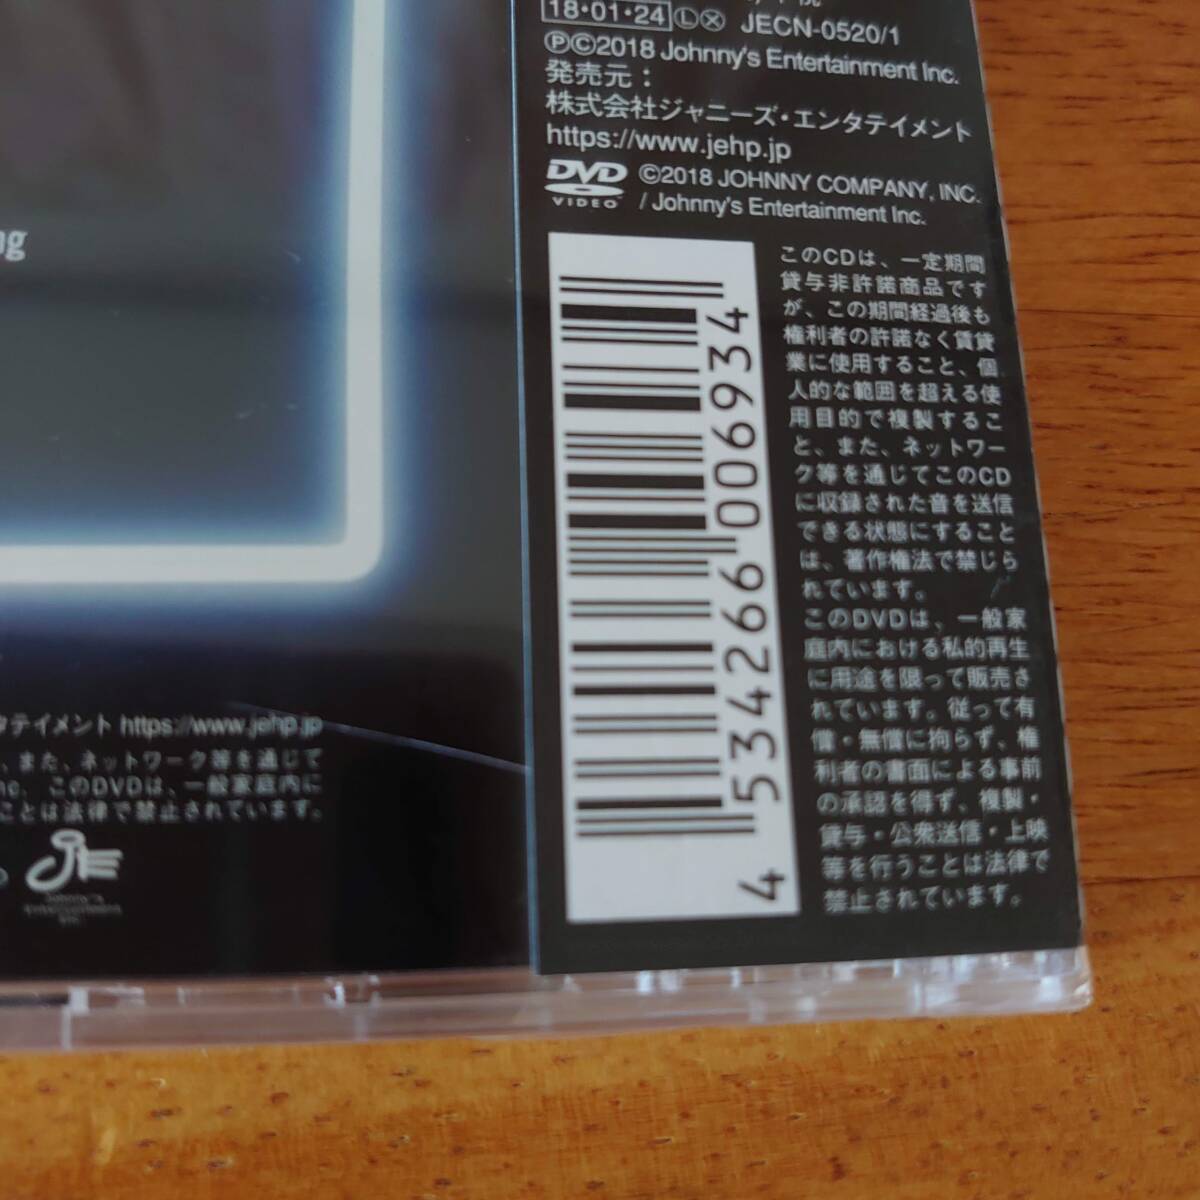 18・01・24 Ⓛ JECN-0520/1
℗©2018 Johnny's Entertainment Inc.
発売元：
株式会社ジャニーズ・エンタテイメント
https://www.jehp.jp
DVD VIDEO
©2018 JOHNNY COMPANY, INC.
/ Johnny's Entertainment Inc.
4 534266 006934
このCDは、一定期間
貸与非許諾商品です
が、この期間経過後も
権利者の許諾なく賃貸
業に使用すること、個
人的な範囲を超える使
用目的で複製するこ
と、また、ネットワー
ク等を通じてこのCD
に収録された音を送信
できる状態にすること
は、著作権法で禁じら
れています。
このDVDは、一般家
庭内における私的再生
に用途を限って販売さ
れています。従って有
償・無償に拘らず、権
利者の書面による事前
の承認を得ず、複製・
貸与・公衆送信・上映
等を行うことは法律で
禁止されています。
ng
タテイメント https://www.jehp.jp
、また、ネットワーク等を通じて
nc. このDVDは、一般家庭内に
ことは法律で禁止されています。